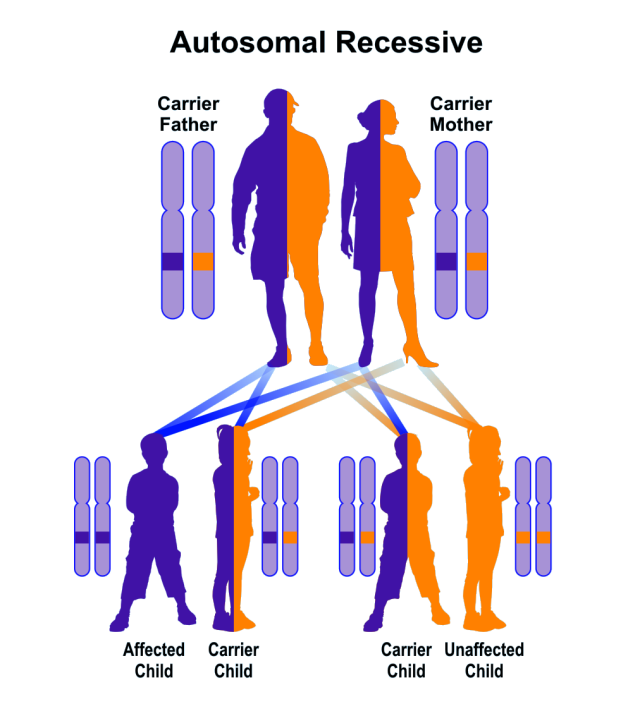 Autosomal Recessive
Carrier
Father
Carrier
Mother
Affected
Child
Carrier
Child
Carrier
Child
Unaffected
Child